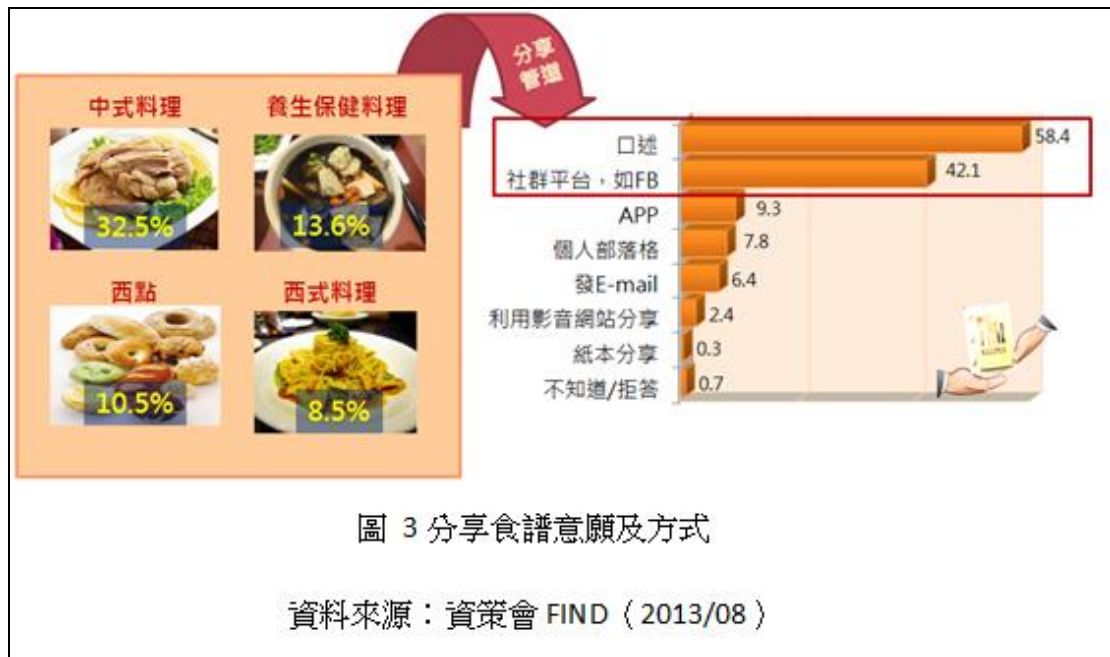 分享
管道
中式料理
養生保健料理
32.5%
13.6%
西點
西式料理
10.5%
8.5%
口述
58.4
社群平台，如FB
42.1
APP
9.3
個人部落格
7.8
發E-mail
6.4
利用影音網站分享
2.4
紙本分享
0.3
不知道/拒答
0.7
圖 3 分享食譜意願及方式
資料來源：資策會 FIND（2013/08）